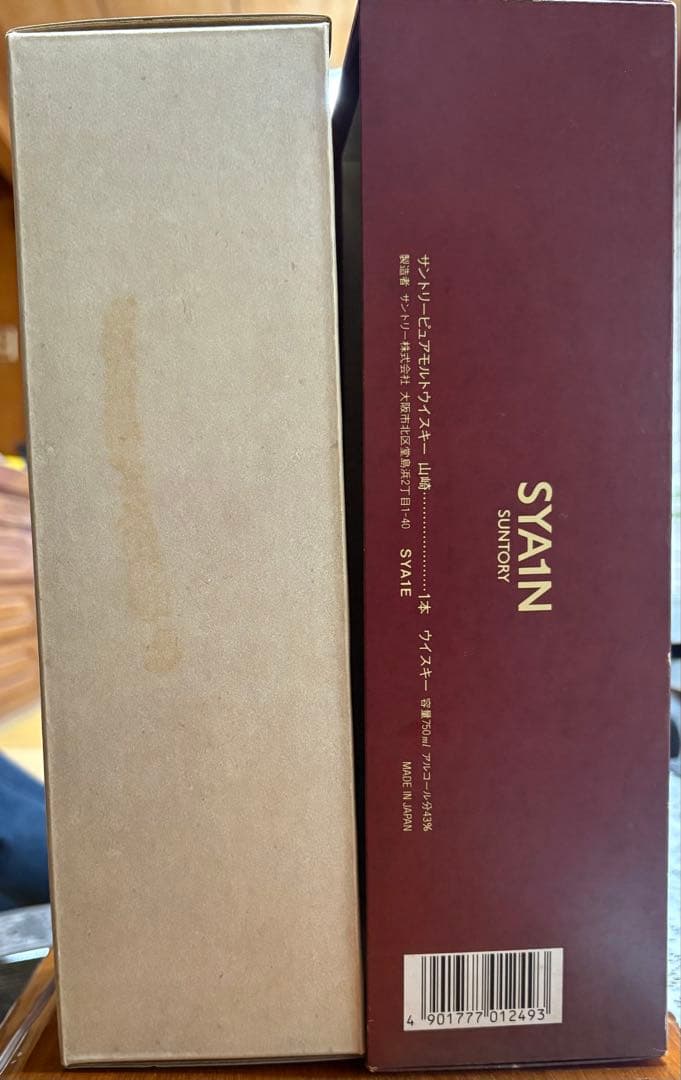 SYA1N
SUNTORY
サントリーピュアモルトウイスキー 山崎......................1本 ウイスキー 容量750ml アルコール分43%
製造者 サントリー株式会社 大阪市北区堂島浜2丁目1-40 SYA1E MADE IN JAPAN
4 901777 012493